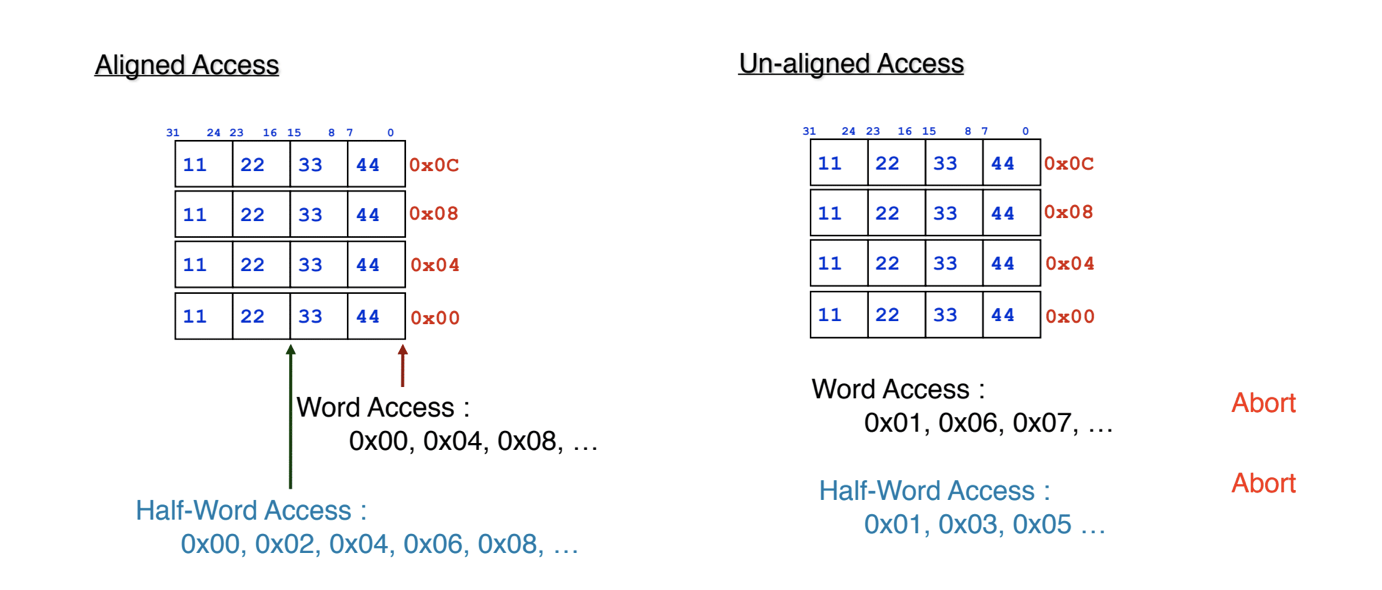 Aligned Access
31 24 23 16 15 8 7 0
11 22 33 44 0x0C
11 22 33 44 0x08
11 22 33 44 0x04
11 22 33 44 0x00
Word Access :
0x00, 0x04, 0x08, …
Half-Word Access :
0x00, 0x02, 0x04, 0x06, 0x08, …
Un-aligned Access
31 24 23 16 15 8 7 0
11 22 33 44 0x0C
11 22 33 44 0x08
11 22 33 44 0x04
11 22 33 44 0x00
Word Access :
Abort
0x01, 0x06, 0x07, …
Half-Word Access :
Abort
0x01, 0x03, 0x05 …